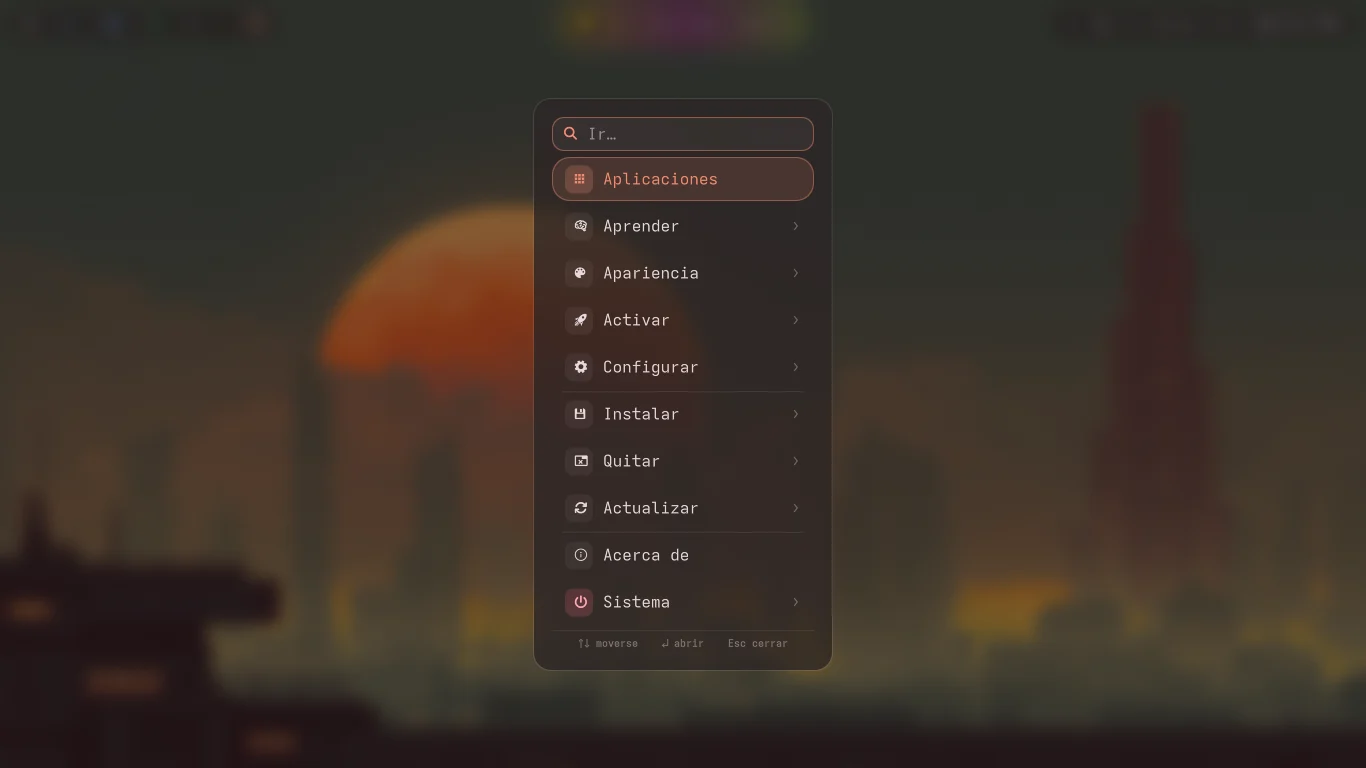 Ir…
Aplicaciones
Aprender
Apariencia
Activar
Configurar
Instalar
Quitar
Actualizar
Acerca de
Sistema
↑↓ moverse ↵ abrir Esc cerrar